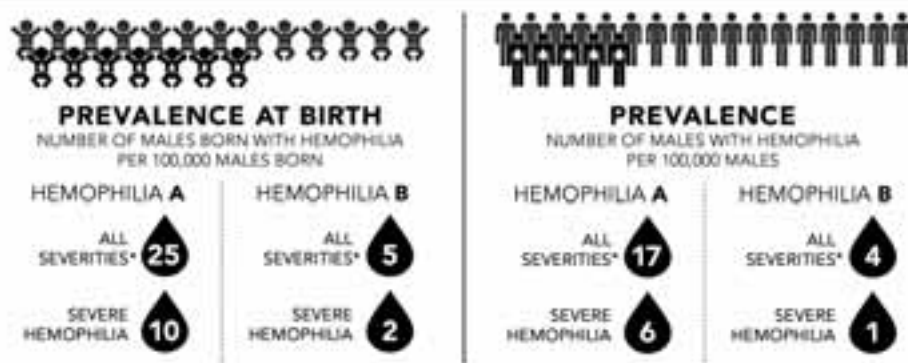 PREVALENCE AT BIRTH
NUMBER OF MALES BORN WITH HEMOPHILIA
PER 100,000 MALES BORN
HEMOPHILIA A
ALL
SEVERITIES*
25
SEVERE
HEMOPHILIA
10
HEMOPHILIA B
ALL
SEVERITIES*
5
SEVERE
HEMOPHILIA
2
PREVALENCE
NUMBER OF MALES WITH HEMOPHILIA
PER 100,000 MALES
HEMOPHILIA A
ALL
SEVERITIES*
17
SEVERE
HEMOPHILIA
6
HEMOPHILIA B
ALL
SEVERITIES*
4
SEVERE
HEMOPHILIA
1